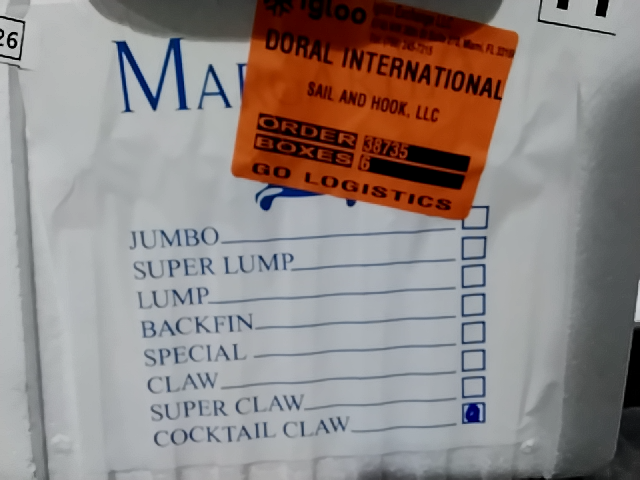 26
igloo
DORAL INTERNATIONAL
SAIL AND HOOK, LLC
ORDER 38735
BOXES 6
GO LOGISTICS
JUMBO
SUPER LUMP
LUMP
BACKFIN
SPECIAL
CLAW
SUPER CLAW
COCKTAIL CLAW